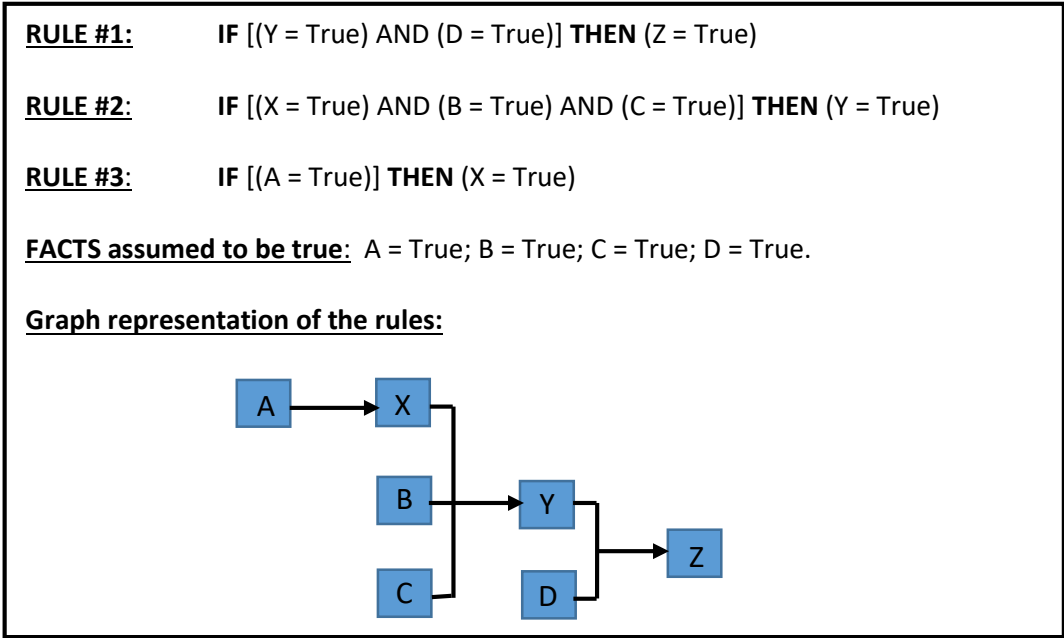 RULE #1: IF [(Y = True) AND (D = True)] THEN (Z = True)
RULE #2: IF [(X = True) AND (B = True) AND (C = True)] THEN (Y = True)
RULE #3: IF [(A = True)] THEN (X = True)
FACTS assumed to be true: A = True; B = True; C = True; D = True.
Graph representation of the rules:
A X
B Y
Z
C D